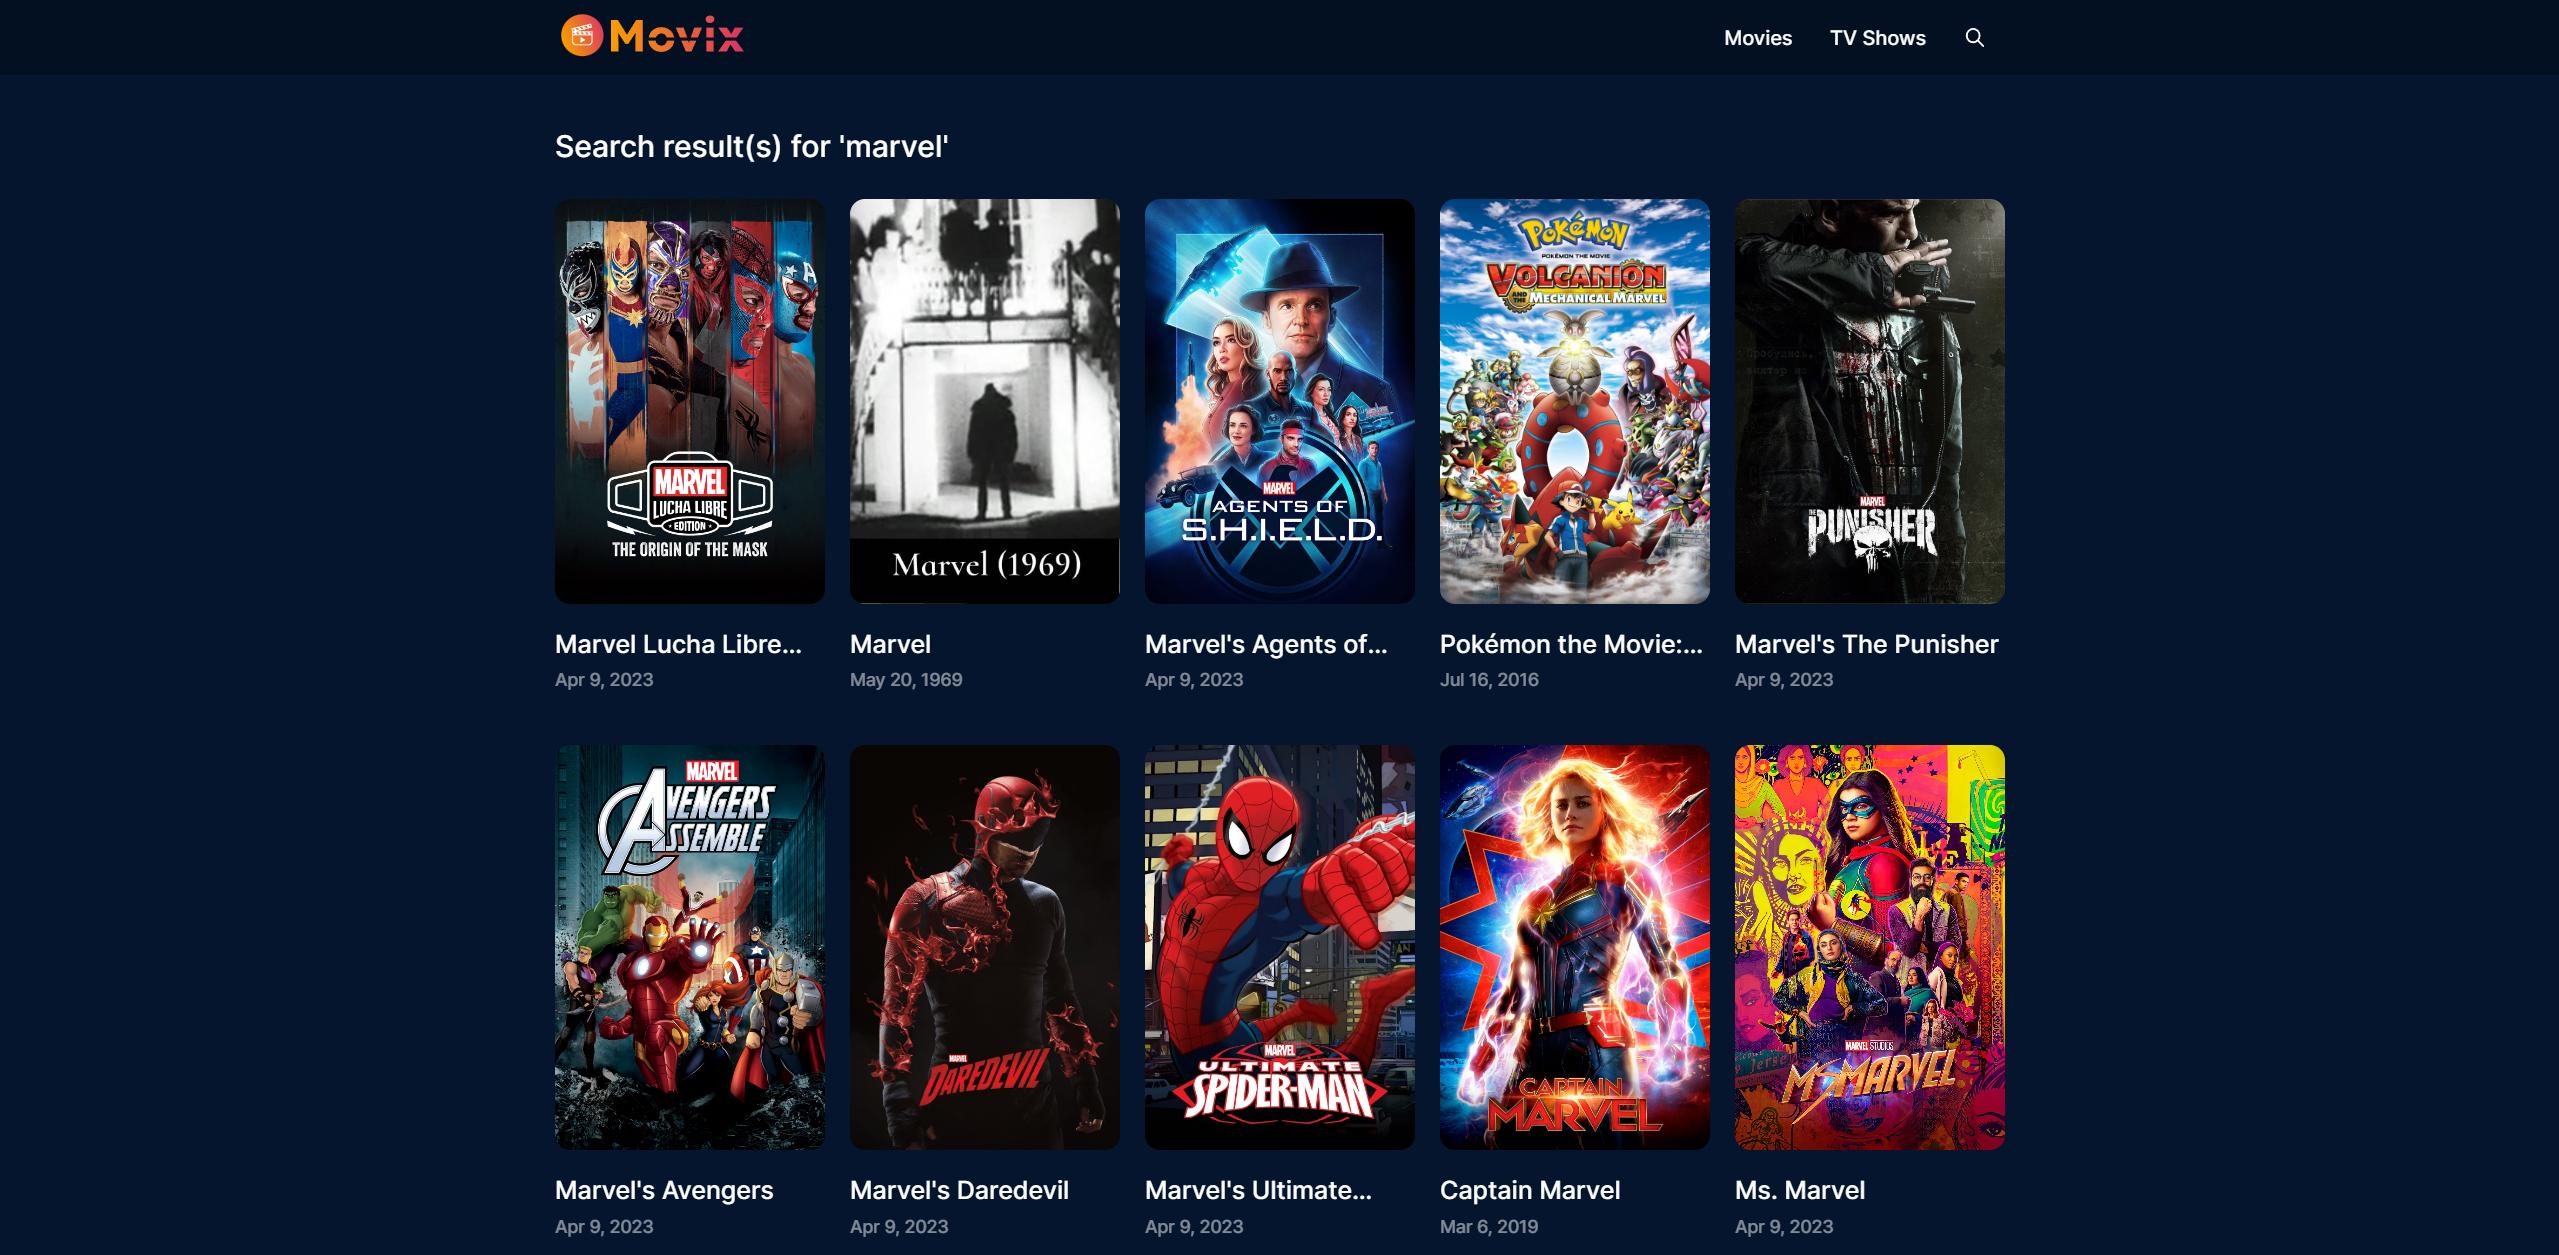 Movix
Movies
TV Shows
Search result(s) for 'marvel'
MARVEL
LUCHA LIBRE
EDITION
THE ORIGIN OF THE MASK
Marvel (1969)
MARVEL
AGENTS OF
S.H.I.E.L.D.
POKÉMON
POKÉMON THE MOVIE
VOLCANION
AND THE MECHANICAL MARVEL
MARVEL
THE PUNISHER
Marvel Lucha Libre...
Marvel
Marvel's Agents of...
Pokémon the Movie:...
Marvel's The Punisher
Apr 9, 2023
May 20, 1969
Apr 9, 2023
Jul 16, 2016
Apr 9, 2023
MARVEL
AVENGERS
ASSEMBLE
MARVEL
DAREDEVIL
MARVEL
ULTIMATE
SPIDER-MAN
CAPTAIN
MARVEL
MARVEL STUDIOS
MS. MARVEL
Marvel's Avengers
Marvel's Daredevil
Marvel's Ultimate...
Captain Marvel
Ms. Marvel
Apr 9, 2023
Apr 9, 2023
Apr 9, 2023
Mar 6, 2019
Apr 9, 2023